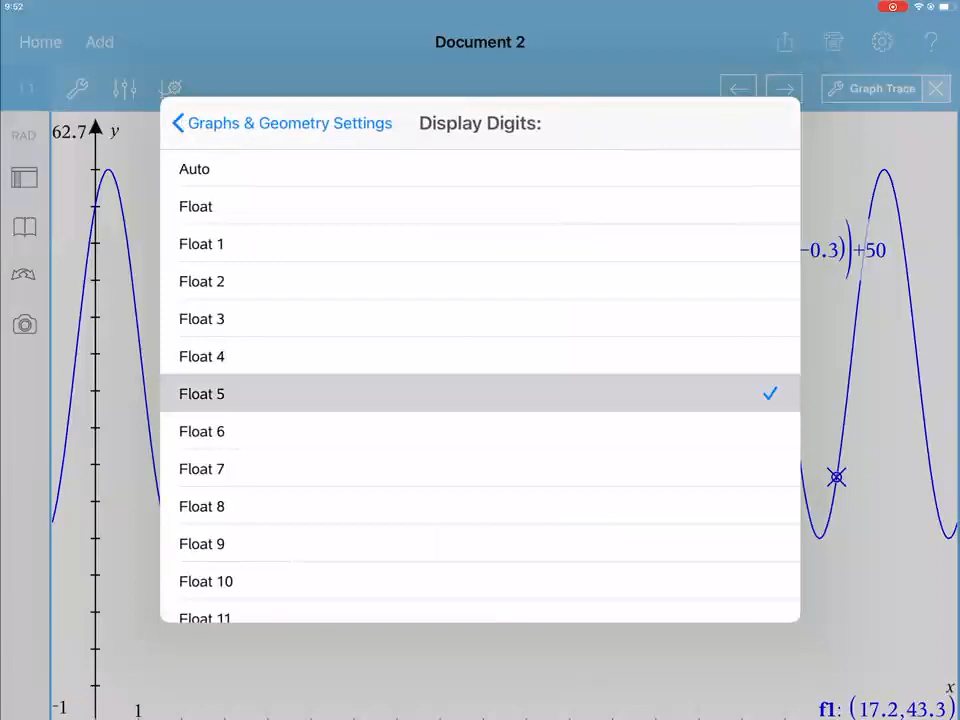 9:52
Home Add Document 2
1.1 Graph Trace
Graphs & Geometry Settings Display Digits:
RAD
62.7 y
Auto
Float
Float 1
Float 2
Float 3
Float 4
Float 5
Float 6
Float 7
Float 8
Float 9
Float 10
Float 11
-0.3))+50
x
-1 1
f1: (17.2,43.3)